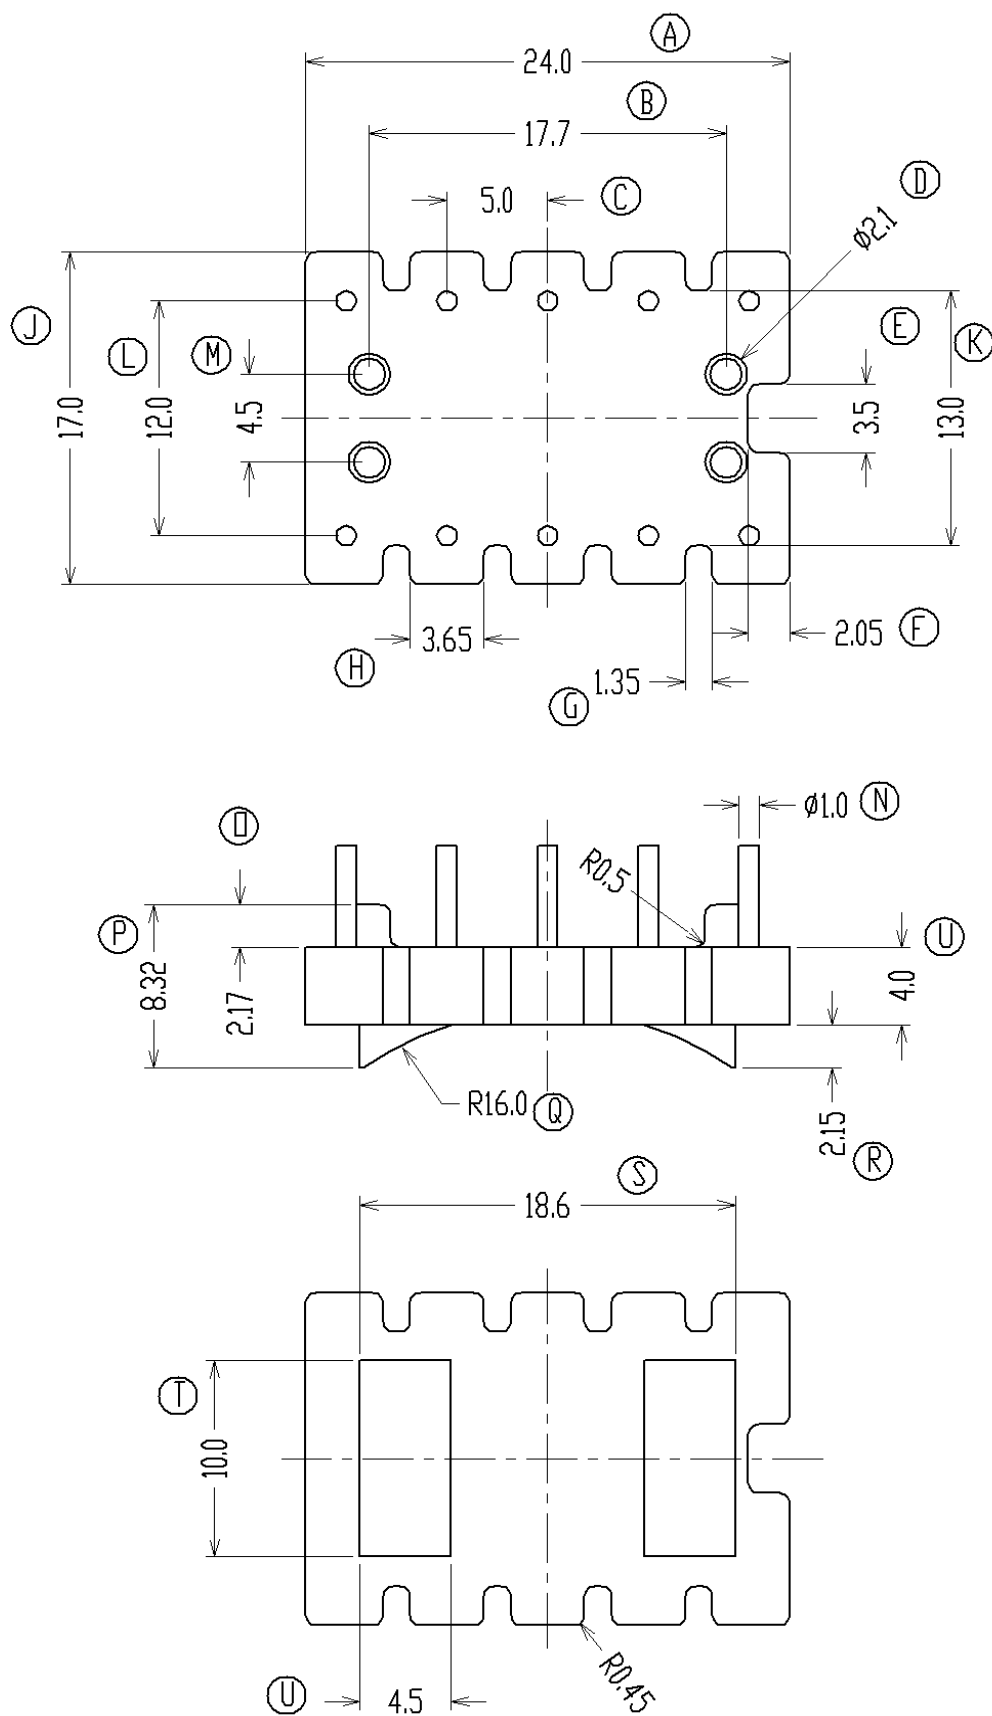 A
24.0
B
17.7
5.0
C
D
Ø2.1
J
L
M
E
K
17.0
12.0
4.5
3.5
13.0
3.65
2.05
F
H
1.35
G
O
Ø1.0
N
R0.5
P
U
8.32
2.17
4.0
R16.0
Q
2.15
R
S
18.6
T
10.0
R0.45
U
4.5